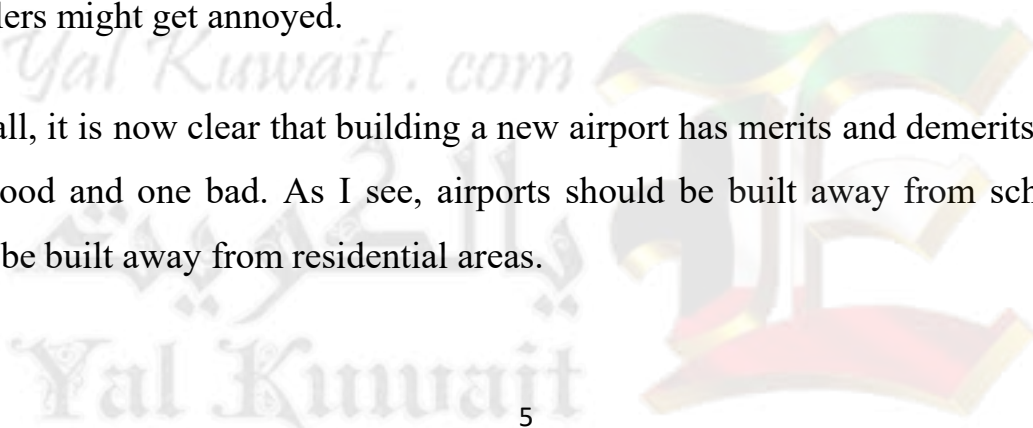 lers might get annoyed.
Yal Kuwait . com
all, it is now clear that building a new airport has merits and demerits
ood and one bad. As I see, airports should be built away from sch
be built away from residential areas.
يال كويت
Yal Kuwait
5